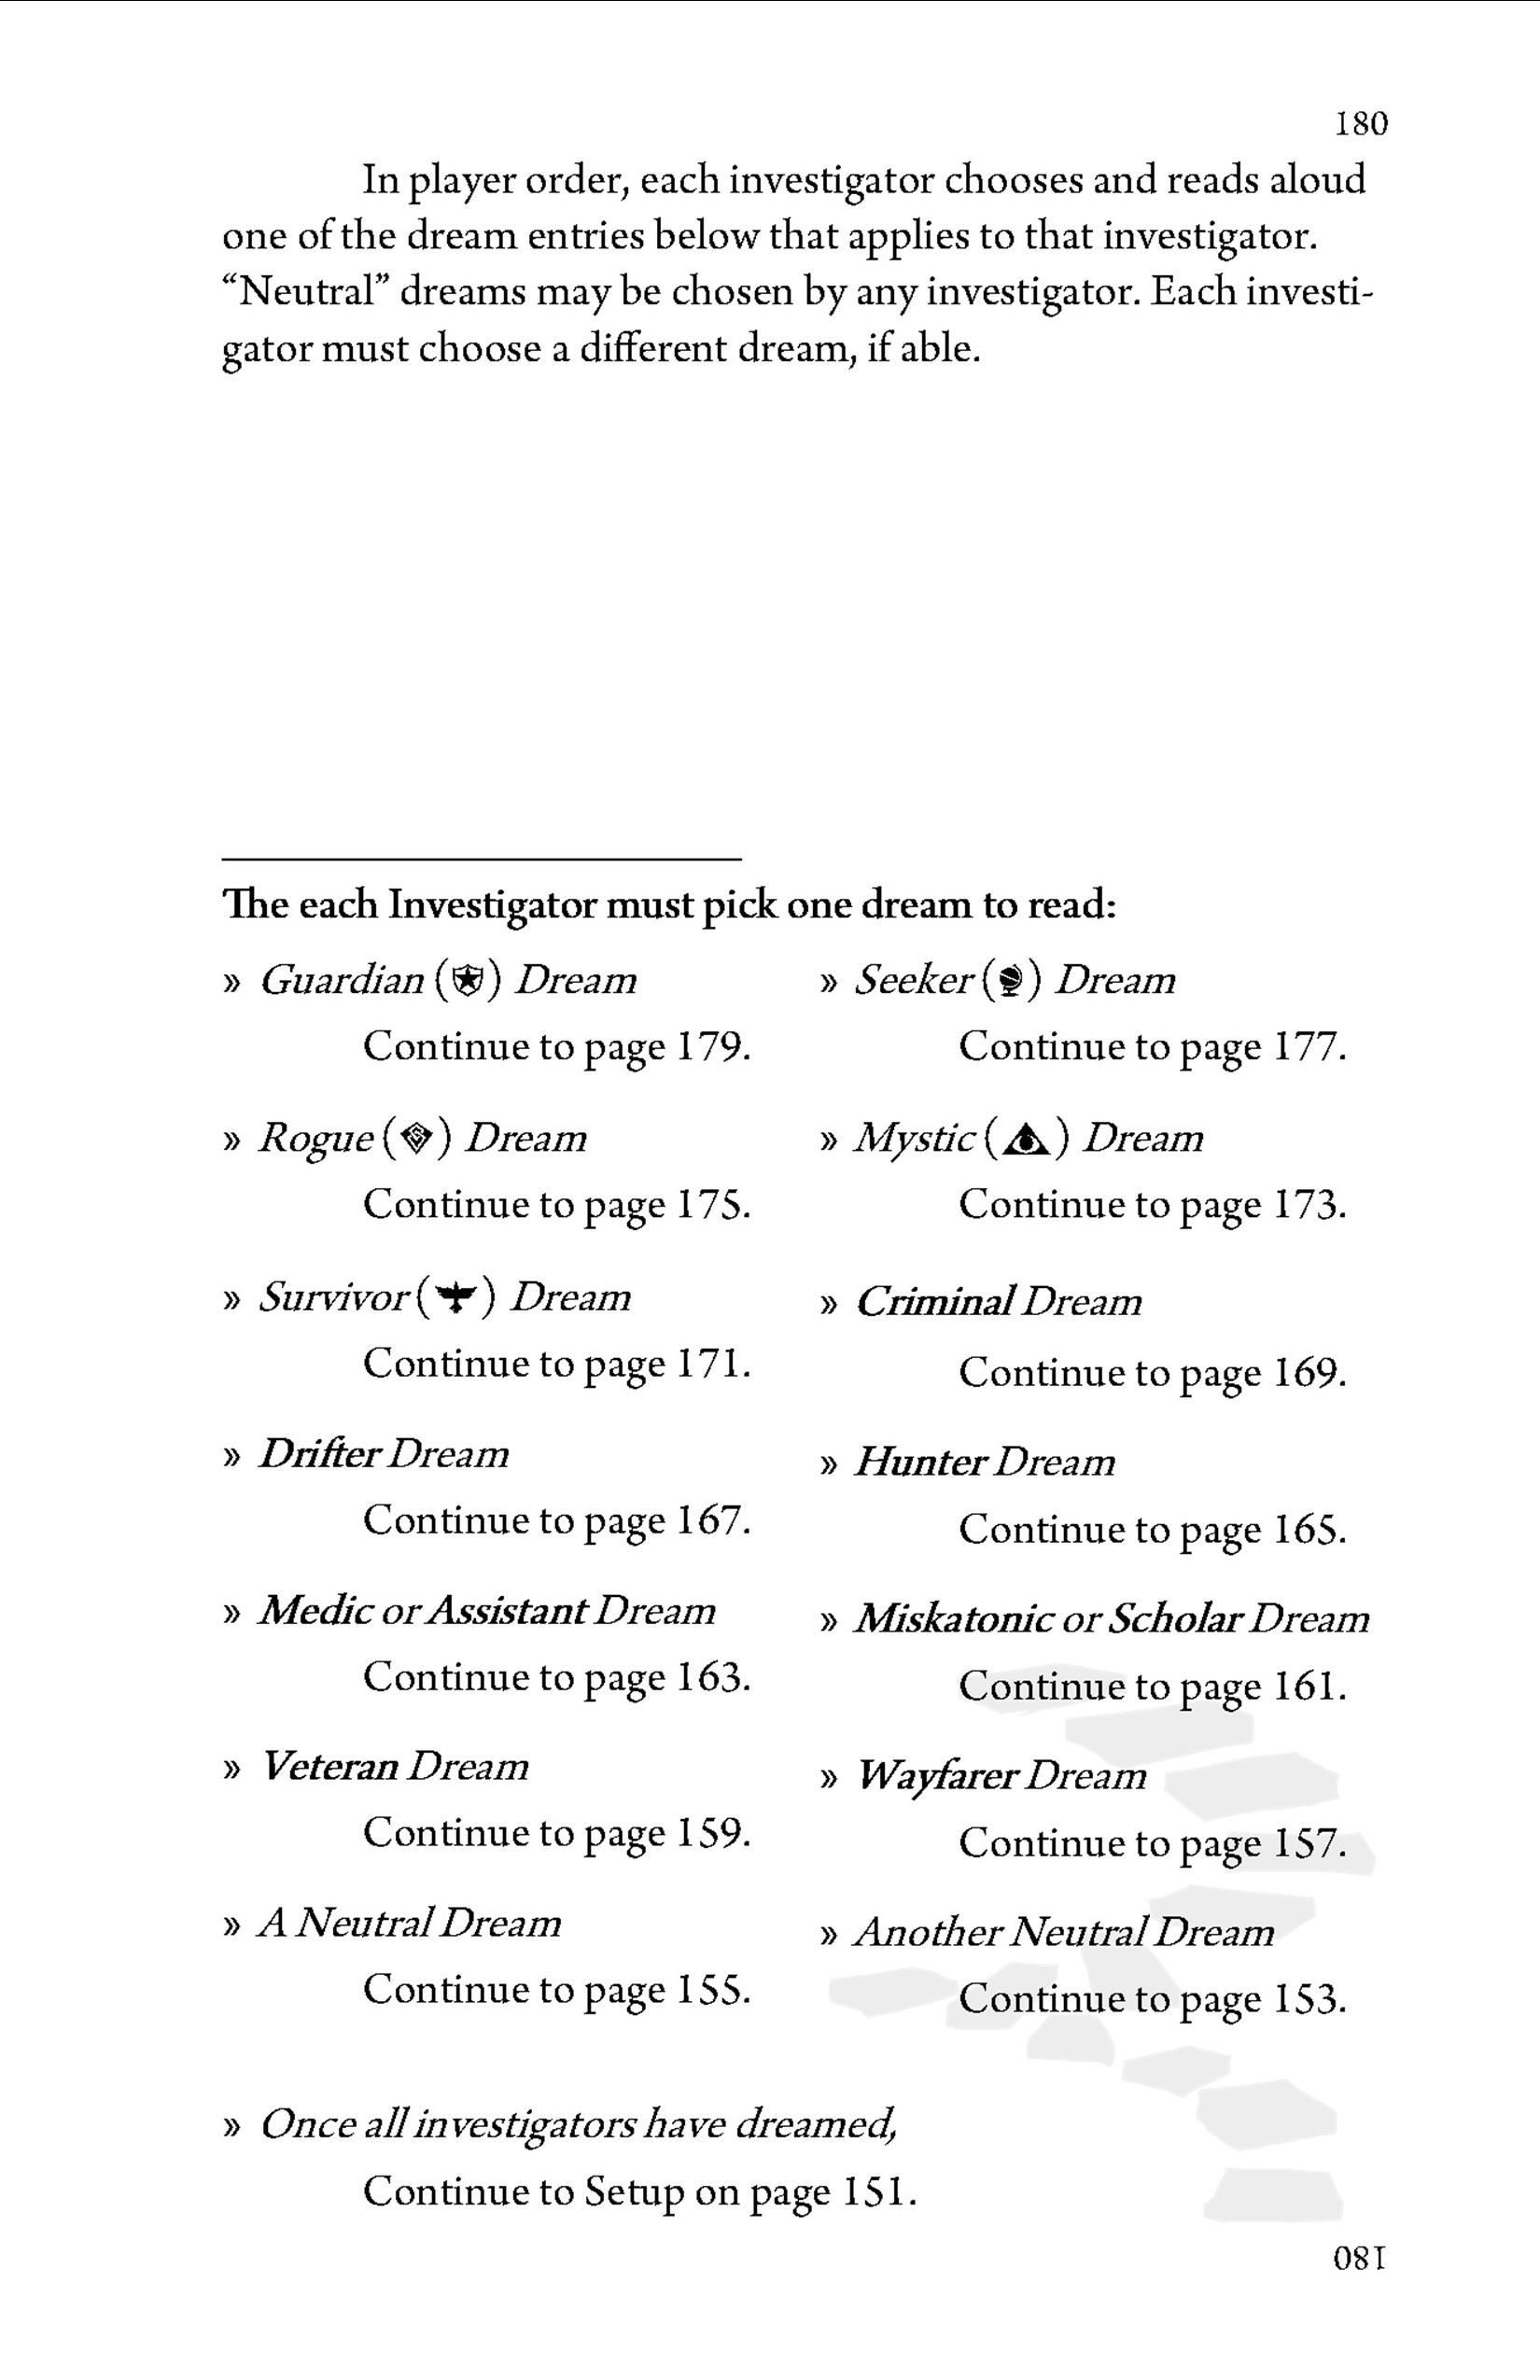 180
In player order, each investigator chooses and reads aloud
one of the dream entries below that applies to that investigator.
“Neutral” dreams may be chosen by any investigator. Each investi-
gator must choose a different dream, if able.
The each Investigator must pick one dream to read:
» Guardian () Dream
Continue to page 179.
» Seeker () Dream
Continue to page 177.
» Rogue () Dream
Continue to page 175.
» Mystic () Dream
Continue to page 173.
» Survivor () Dream
Continue to page 171.
» Criminal Dream
Continue to page 169.
» Drifter Dream
Continue to page 167.
» Hunter Dream
Continue to page 165.
» Medic or Assistant Dream
Continue to page 163.
» Miskatonic or Scholar Dream
Continue to page 161.
» Veteran Dream
Continue to page 159.
» Wayfarer Dream
Continue to page 157.
» A Neutral Dream
Continue to page 155.
» Another Neutral Dream
Continue to page 153.
» Once all investigators have dreamed,
Continue to Setup on page 151.
180